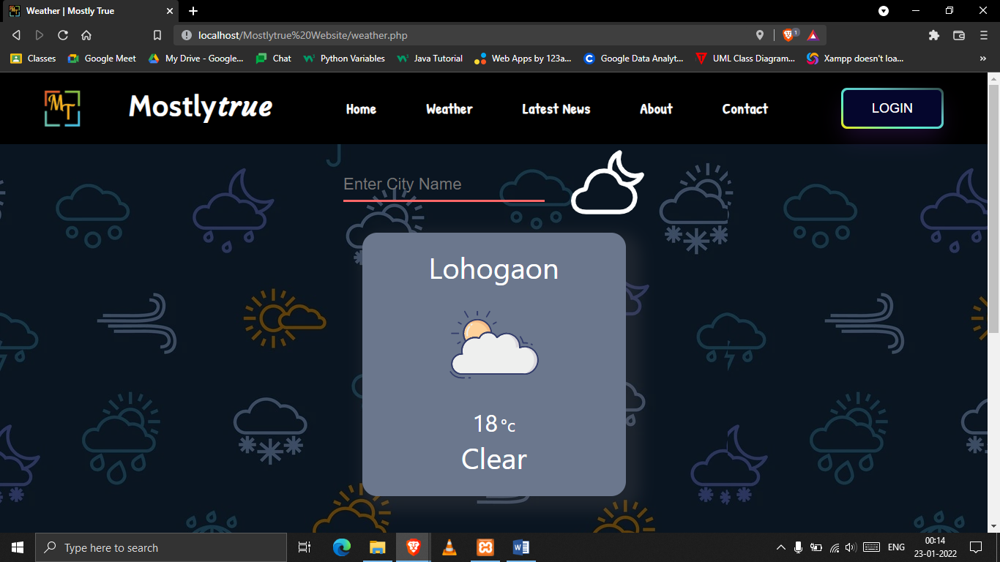 Weather | Mostly True
localhost/Mostlytrue%20Website/weather.php
1
Classes
Google Meet
My Drive - Google...
Chat
Python Variables
Java Tutorial
Web Apps by 123a...
Google Data Analyt...
UML Class Diagram...
Xampp doesn't loa...
»
MT
Mostlytrue
Home
Weather
Latest News
About
Contact
LOGIN
Enter City Name
Lohogaon
18°c
Clear
Type here to search
ENG
00:14
23-01-2022